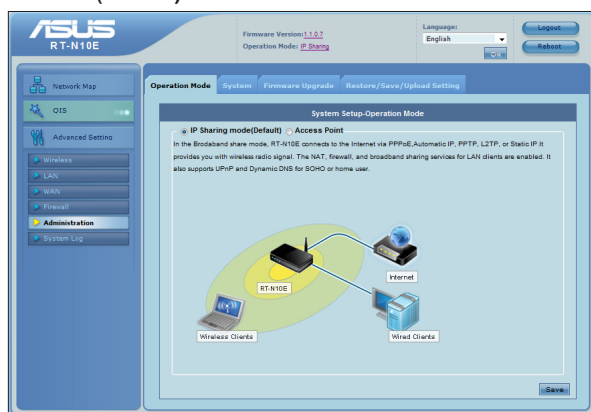 ASUS
RT-N10E
Firmware Version:1.1.0.7
Operation Mode: IP Sharing
Language:
English
OK
Logout
Reboot
Network Map
QIS
Advanced Setting
Wireless
LAN
WAN
Firewall
Administration
System Log
Operation Mode System Firmware Upgrade Restore/Save/Upload Setting
System Setup-Operation Mode
IP Sharing mode(Default) Access Point
In the Brodaband share mode, RT-N10E connects to the Internet via PPPoE,Automatic IP, PPTP, L2TP, or Static IP.It
provides you with wireless radio signal. The NAT, firewall, and broadband sharing services for LAN clients are enabled. It
also supports UPnP and Dynamic DNS for SOHO or home user.
Internet
RT-N10E
Wireless Clients
Wired Clients
Save